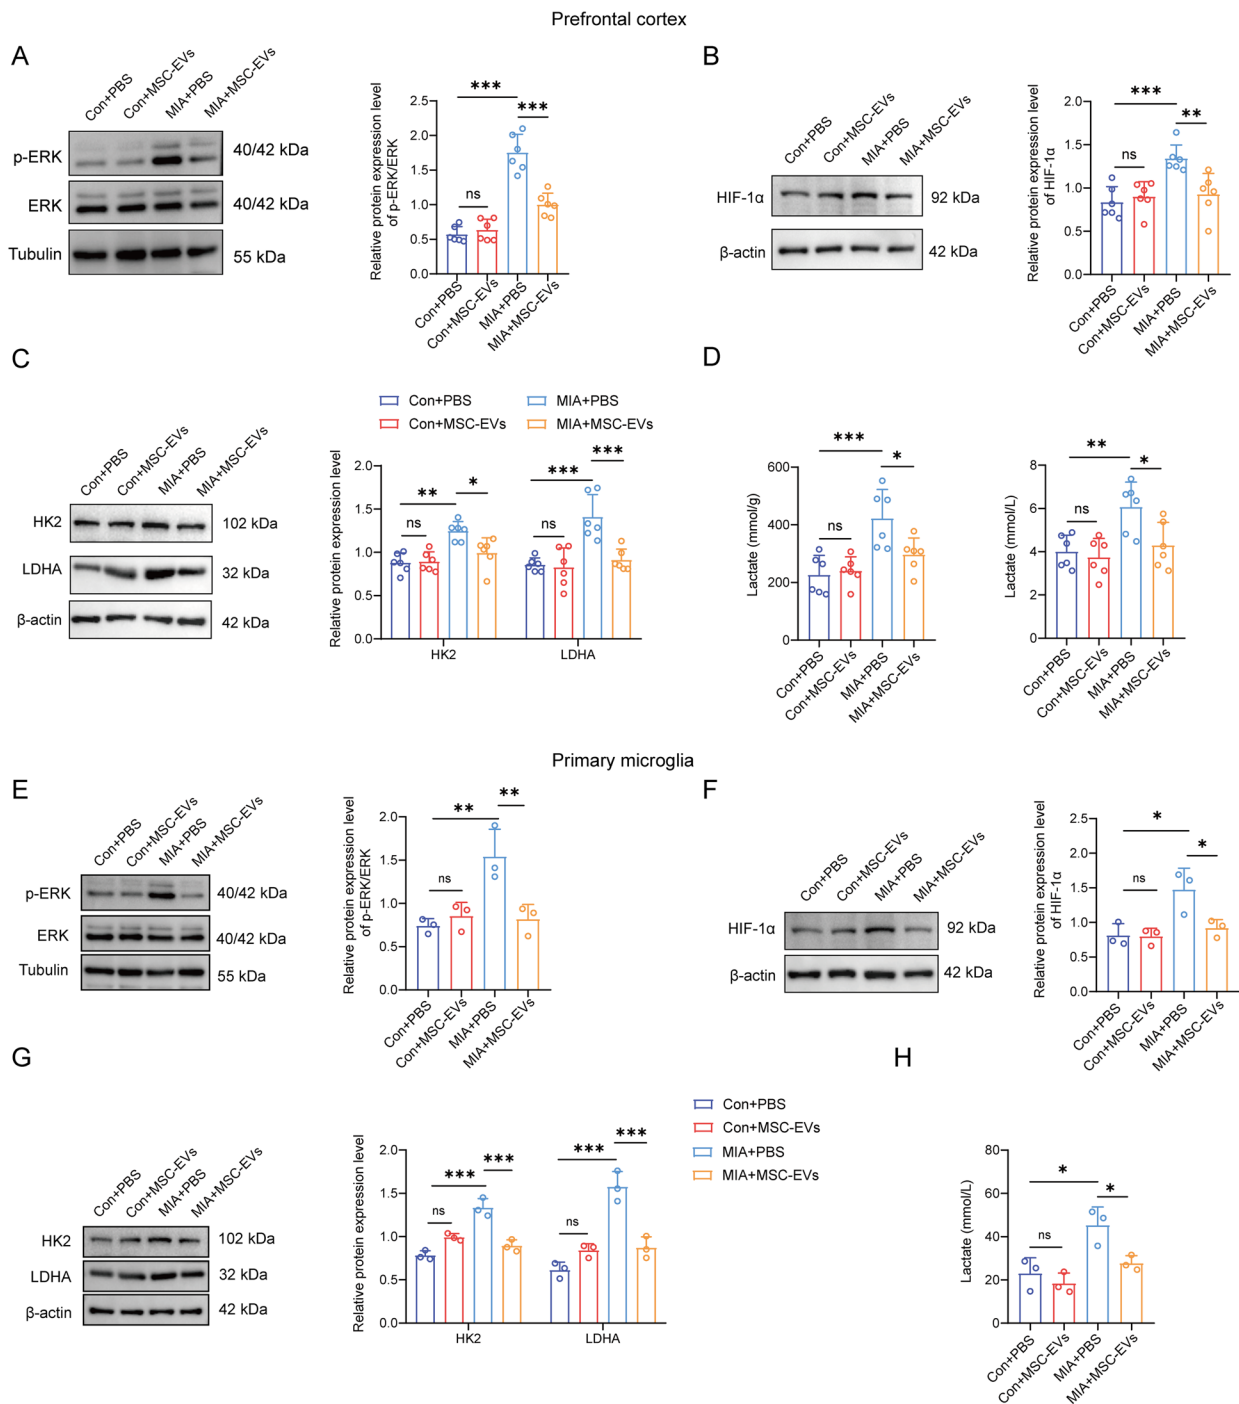 Prefrontal cortex
A
Con+PBS
Con+MSC-EVs
MIA+PBS
MIA+MSC-EVs
p-ERK
40/42 kDa
ERK
40/42 kDa
Tubulin
55 kDa
Relative protein expression level
of p-ERK/ERK
2.5
2.0
1.5
1.0
0.5
0.0
***
***
ns
Con+PBS
Con+MSC-EVs
MIA+PBS
MIA+MSC-EVs
B
Con+PBS
Con+MSC-EVs
MIA+PBS
MIA+MSC-EVs
HIF-1α
92 kDa
β-actin
42 kDa
Relative protein expression level
of HIF-1α
2.0
1.5
1.0
0.5
0.0
***
**
ns
Con+PBS
Con+MSC-EVs
MIA+PBS
MIA+MSC-EVs
C
Con+PBS
Con+MSC-EVs
MIA+PBS
MIA+MSC-EVs
HK2
102 kDa
LDHA
32 kDa
β-actin
42 kDa
Con+PBS
MIA+PBS
Con+MSC-EVs
MIA+MSC-EVs
Relative protein expression level
2.0
1.5
1.0
0.5
0.0
**
*
ns
***
***
ns
HK2
LDHA
D
Lactate (mmol/g)
600
400
200
0
***
*
ns
Con+PBS
Con+MSC-EVs
MIA+PBS
MIA+MSC-EVs
Lactate (mmol/L)
8
6
4
2
0
**
*
ns
Con+PBS
Con+MSC-EVs
MIA+PBS
MIA+MSC-EVs
Primary microglia
E
Con+PBS
Con+MSC-EVs
MIA+PBS
MIA+MSC-EVs
p-ERK
40/42 kDa
ERK
40/42 kDa
Tubulin
55 kDa
Relative protein expression level
of p-ERK/ERK
2.0
1.5
1.0
0.5
0.0
**
**
ns
Con+PBS
Con+MSC-EVs
MIA+PBS
MIA+MSC-EVs
F
Con+PBS
Con+MSC-EVs
MIA+PBS
MIA+MSC-EVs
HIF-1α
92 kDa
β-actin
42 kDa
Relative protein expression level
of HIF-1α
2.5
2.0
1.5
1.0
0.5
0.0
*
*
ns
Con+PBS
Con+MSC-EVs
MIA+PBS
MIA+MSC-EVs
G
Con+PBS
Con+MSC-EVs
MIA+PBS
MIA+MSC-EVs
HK2
102 kDa
LDHA
32 kDa
β-actin
42 kDa
Relative protein expression level
2.0
1.5
1.0
0.5
0.0
***
***
ns
***
***
ns
HK2
LDHA
Con+PBS
Con+MSC-EVs
MIA+PBS
MIA+MSC-EVs
H
Lactate (mmol/L)
80
60
40
20
0
*
*
ns
Con+PBS
Con+MSC-EVs
MIA+PBS
MIA+MSC-EVs